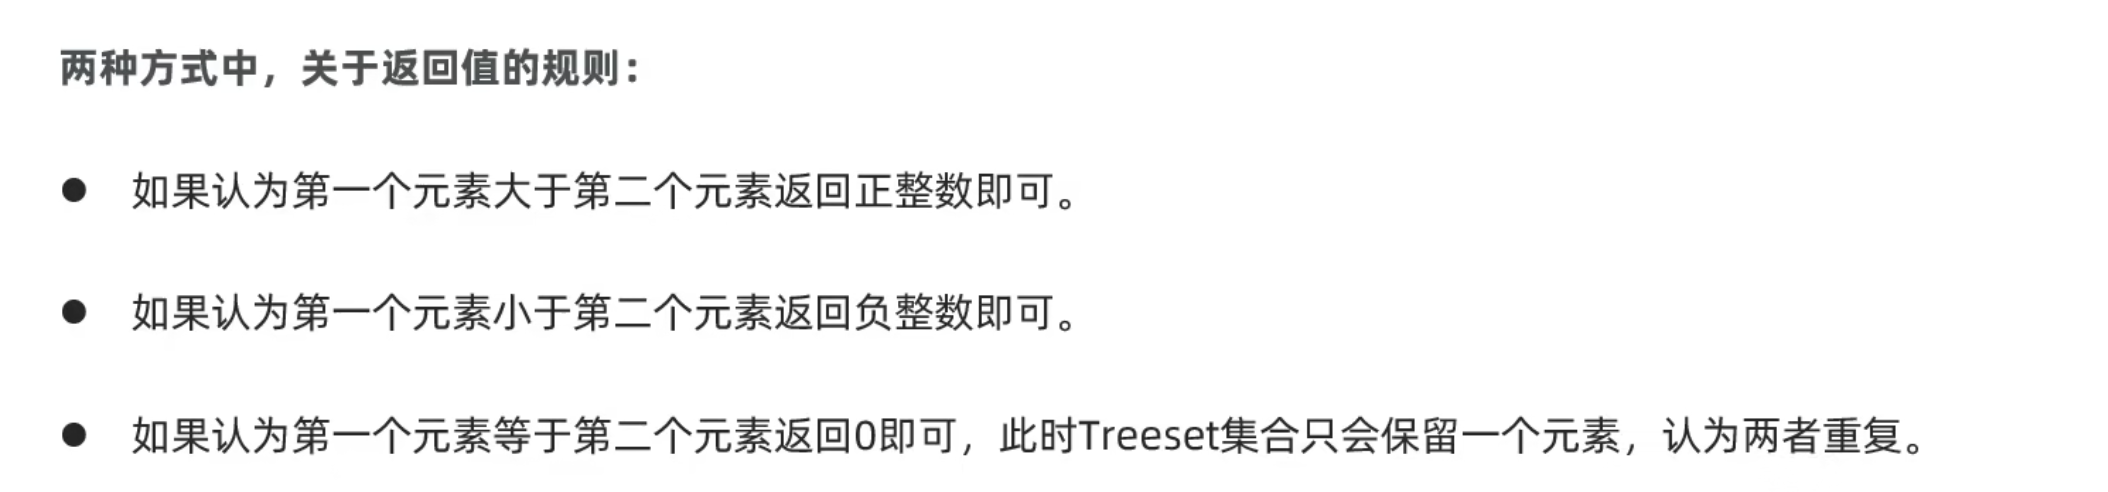 两种方式中，关于返回值的规则：
● 如果认为第一个元素大于第二个元素返回正整数即可。
● 如果认为第一个元素小于第二个元素返回负整数即可。
● 如果认为第一个元素等于第二个元素返回0即可，此时Treeset集合只会保留一个元素，认为两者重复。